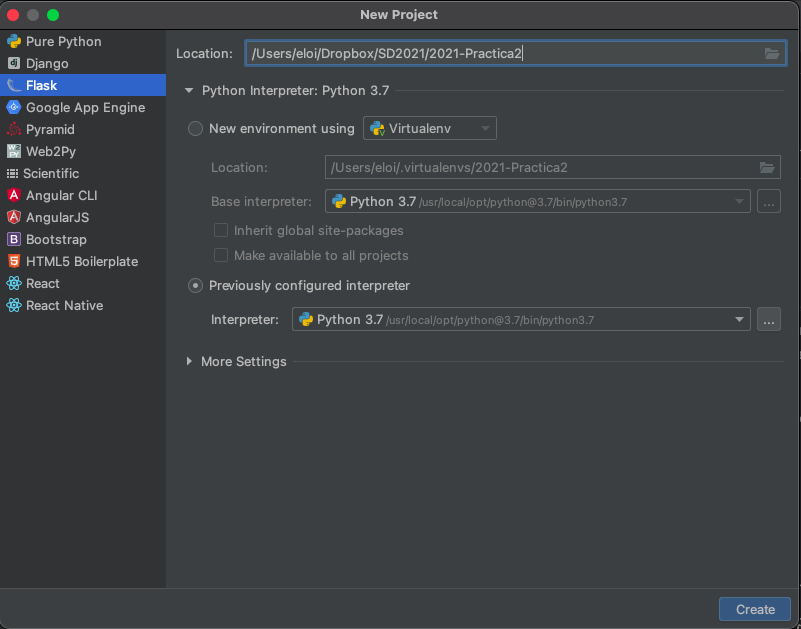 New Project
Pure Python
Django
Flask
Google App Engine
Pyramid
Web2Py
Scientific
Angular CLI
AngularJS
Bootstrap
HTML5 Boilerplate
React
React Native
Location: /Users/eloi/Dropbox/SD2021/2021-Practica2
Python Interpreter: Python 3.7
New environment using Virtualenv
Location: /Users/eloi/.virtualenvs/2021-Practica2
Base interpreter: Python 3.7 /usr/local/opt/python@3.7/bin/python3.7 ...
Inherit global site-packages
Make available to all projects
Previously configured interpreter
Interpreter: Python 3.7 /usr/local/opt/python@3.7/bin/python3.7 ...
More Settings
Create